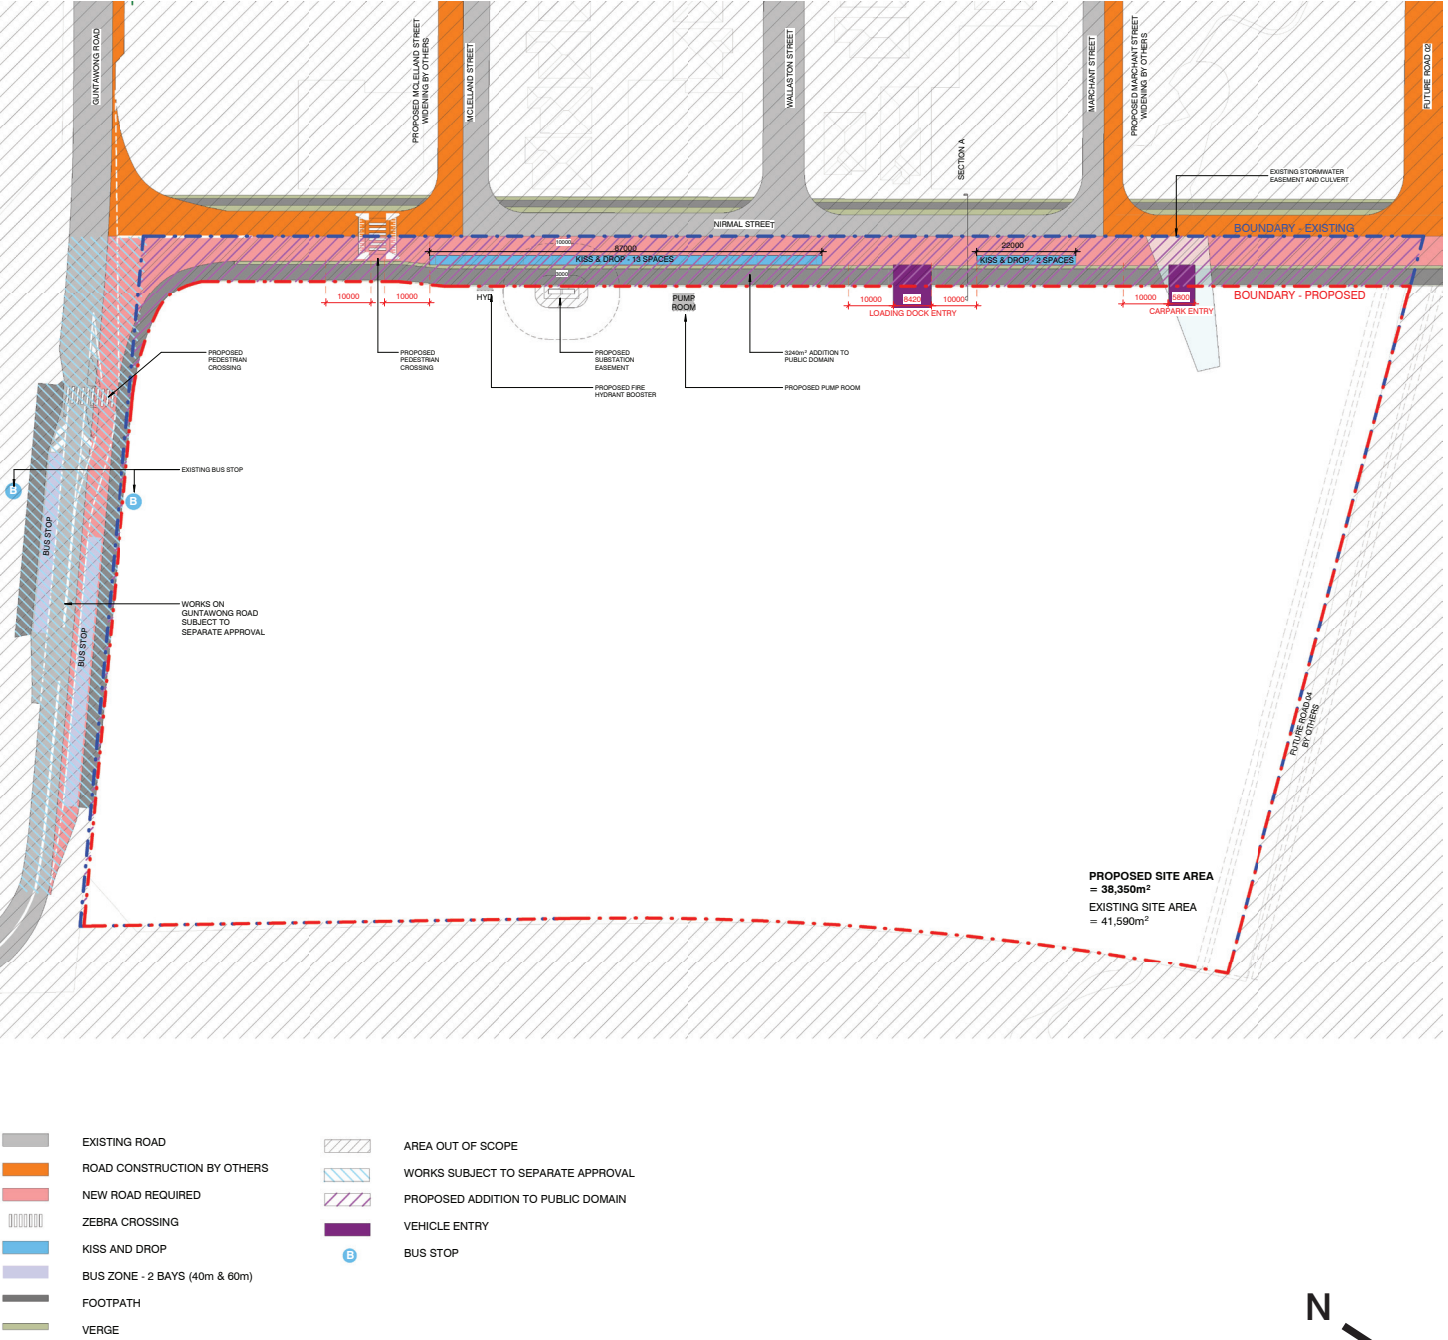 GUNTAWONG ROAD
PROPOSED MCLELLAND STREET
WIDENING BY OTHERS
MCLELLAND STREET
WALLASTON STREET
SECTION A
MARCHANT STREET
PROPOSED MARCHANT STREET
WIDENING BY OTHERS
FUTURE ROAD 02
EXISTING STORMWATER
EASEMENT AND CULVERT
NIRMAL STREET
BOUNDARY - EXISTING
10000
87000
22000
KISS & DROP - 13 SPACES
KISS & DROP - 2 SPACES
3000
10000
10000
HYD
PUMP
ROOM
10000
8420
10000
LOADING DOCK ENTRY
10000
5800
CARPARK ENTRY
BOUNDARY - PROPOSED
PROPOSED
PEDESTRIAN
CROSSING
PROPOSED
PEDESTRIAN
CROSSING
PROPOSED
SUBSTATION
EASEMENT
3240m² ADDITION TO
PUBLIC DOMAIN
PROPOSED FIRE
HYDRANT BOOSTER
PROPOSED PUMP ROOM
EXISTING BUS STOP
B
B
BUS STOP
BUS STOP
WORKS ON
GUNTAWONG ROAD
SUBJECT TO
SEPARATE APPROVAL
FUTURE ROAD 04
BY OTHERS
PROPOSED SITE AREA
= 38,350m²
EXISTING SITE AREA
= 41,590m²
EXISTING ROAD
ROAD CONSTRUCTION BY OTHERS
NEW ROAD REQUIRED
ZEBRA CROSSING
KISS AND DROP
BUS ZONE - 2 BAYS (40m & 60m)
FOOTPATH
VERGE
AREA OUT OF SCOPE
WORKS SUBJECT TO SEPARATE APPROVAL
PROPOSED ADDITION TO PUBLIC DOMAIN
VEHICLE ENTRY
B
BUS STOP
N